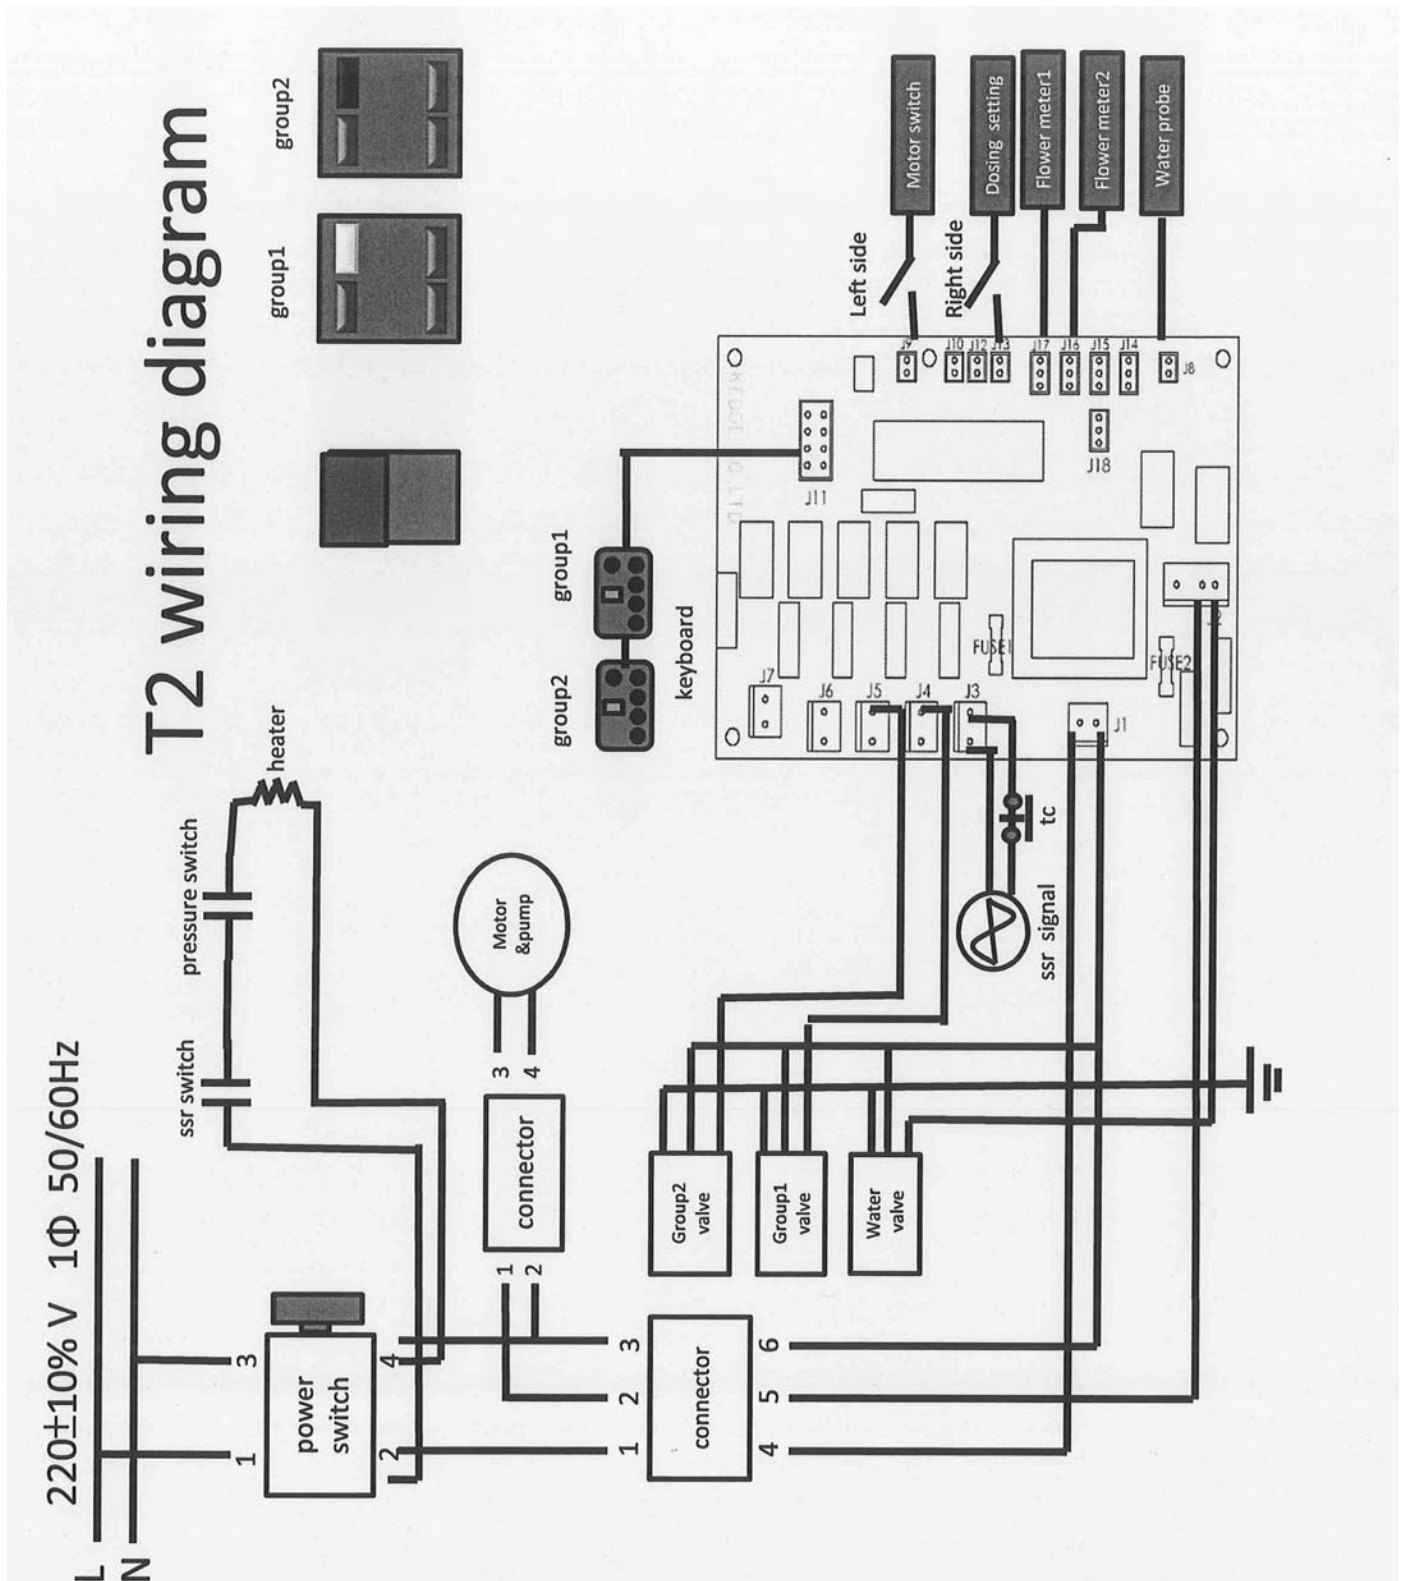 T2 wiring diagram
220±10% V 1Φ 50/60Hz
L
N
group2
group1
Motor switch
Dosing setting
Flower meter1
Flower meter2
Water probe
Left side
Right side
J9
J10
J12
J13
J17
J16
J15
J14
J8
J18
J11
group1
group2
keyboard
FUSE1
FUSE2
J7
J6
J5
J4
J3
J1
J2
heater
pressure switch
ssr switch
Motor
&pump
3
4
connector
1
2
tc
ssr signal
Group2
valve
Group1
valve
Water
valve
power
switch
3
1
4
2
3
2
1
connector
6
5
4